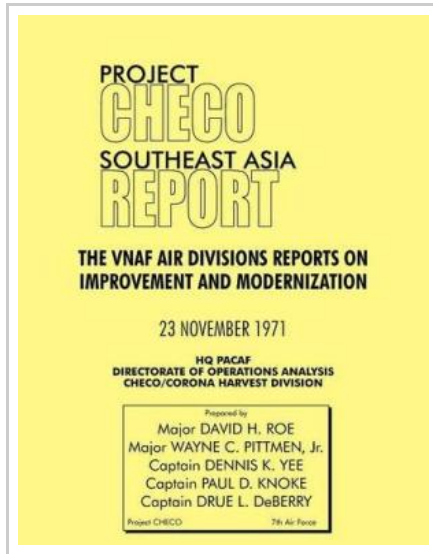 PROJECT
CHECO
SOUTHEAST ASIA
REPORT
THE VNAF AIR DIVISIONS REPORTS ON
IMPROVEMENT AND MODERNIZATION
23 NOVEMBER 1971
HQ PACAF
DIRECTORATE OF OPERATIONS ANALYSIS
CHECO/CORONA HARVEST DIVISION
Prepared by
Major DAVID H. ROE
Major WAYNE C. PITTMEN, Jr.
Captain DENNIS K. YEE
Captain PAUL D. KNOKE
Captain DRUE L. DeBERRY
Project CHECO 7th Air Force